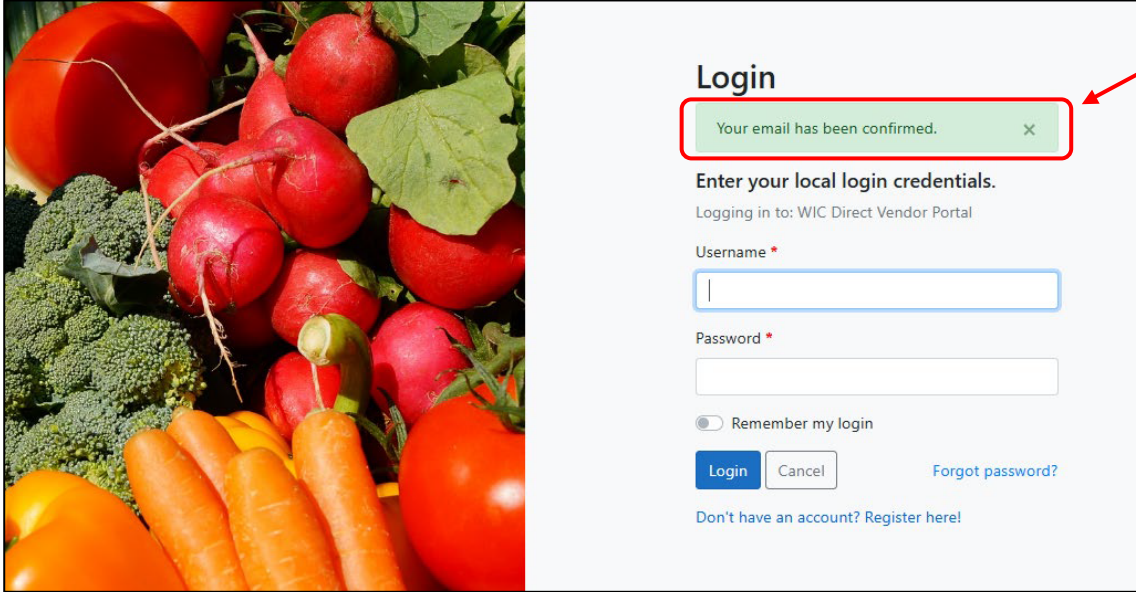 Login
Your email has been confirmed. ×
Enter your local login credentials.
Logging in to: WIC Direct Vendor Portal
Username *
Password *
Remember my login
Login Cancel Forgot password?
Don't have an account? Register here!